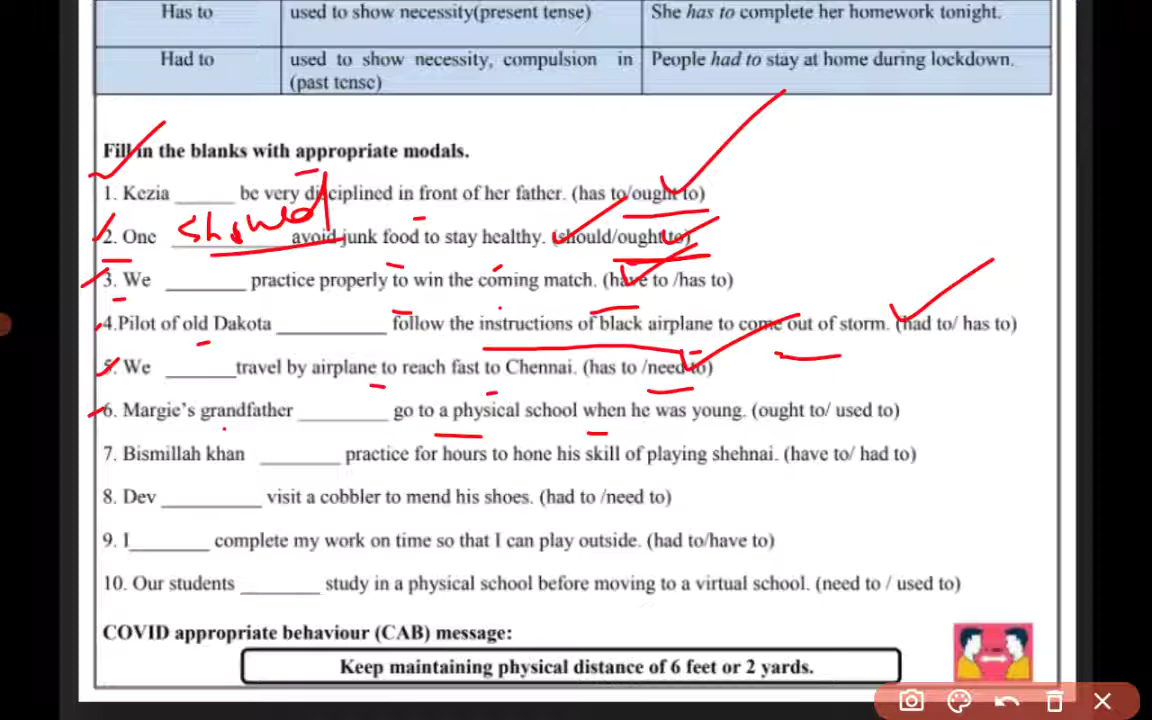 Has to used to show necessity(present tense) She has to complete her homework tonight.
Had to used to show necessity, compulsion in People had to stay at home during lockdown.
(past tense)
Fill in the blanks with appropriate modals.
1. Kezia ______ be very disciplined in front of her father. (has to/ought to)
should
2. One ____________ avoid junk food to stay healthy. (should/ought to)
3. We ________ practice properly to win the coming match. (have to /has to)
4.Pilot of old Dakota ___________ follow the instructions of black airplane to come out of storm. (had to/ has to)
5. We _______travel by airplane to reach fast to Chennai. (has to /need to)
6. Margie's grandfather _________ go to a physical school when he was young. (ought to/ used to)
7. Bismillah khan ________ practice for hours to hone his skill of playing shehnai. (have to/ had to)
8. Dev __________ visit a cobbler to mend his shoes. (had to /need to)
9. I________ complete my work on time so that I can play outside. (had to/have to)
10. Our students ________ study in a physical school before moving to a virtual school. (need to / used to)
COVID appropriate behaviour (CAB) message:
Keep maintaining physical distance of 6 feet or 2 yards.